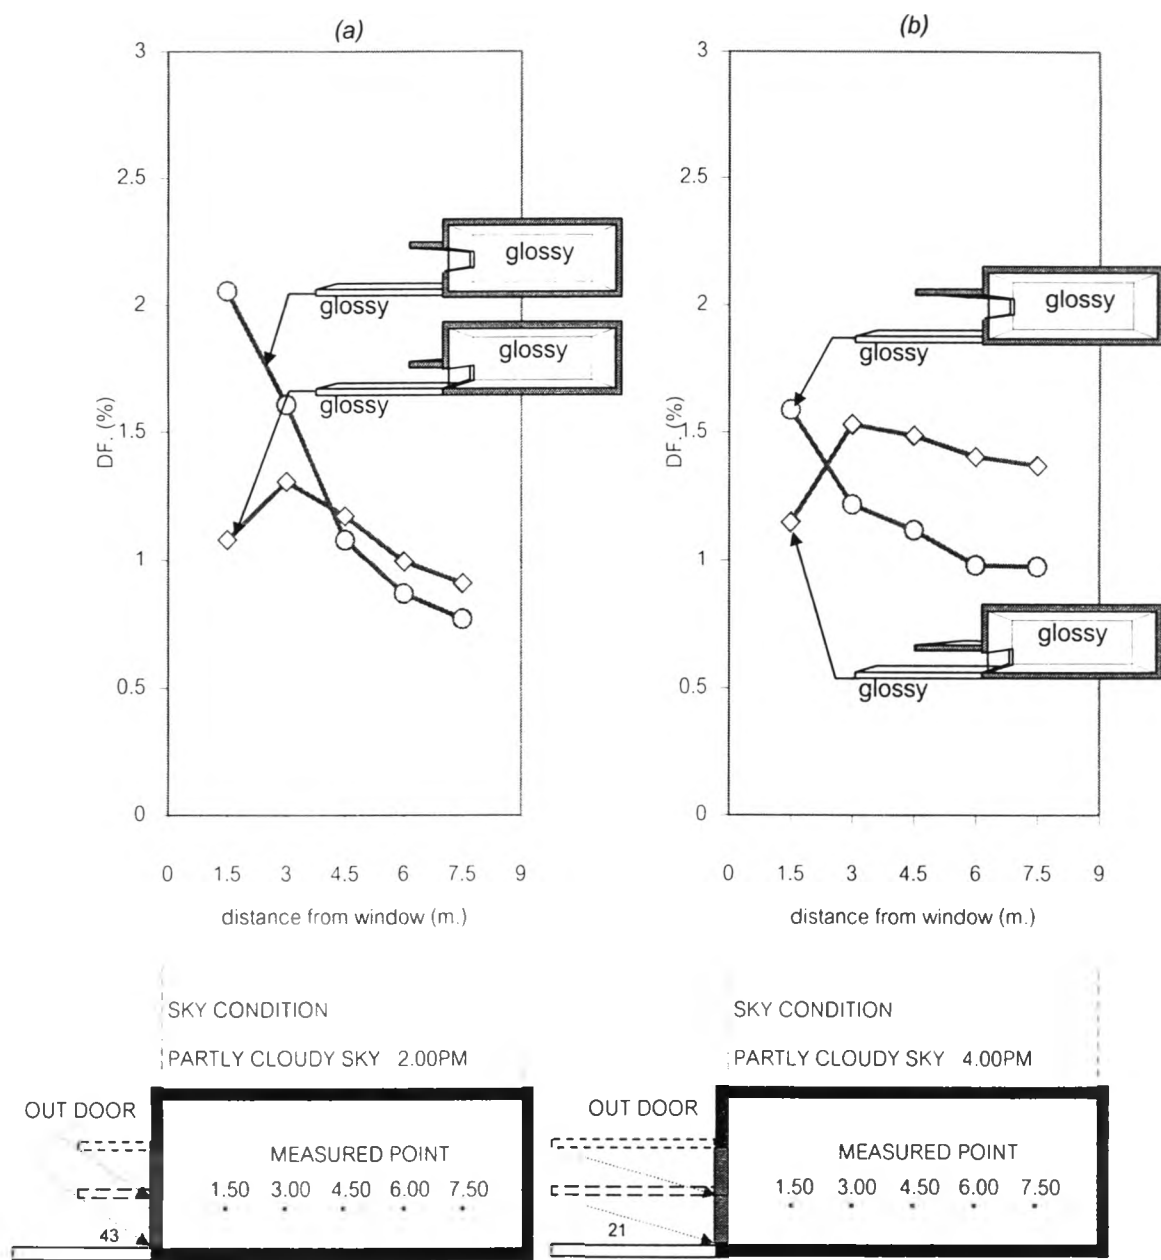 (a)
3
2.5
2
1.5
1
0.5
0
DF. (%)
glossy
glossy
glossy
glossy
0 1.5 3 4.5 6 7.5 9
distance from window (m.)
(b)
3
2.5
2
1.5
1
0.5
0
DF. (%)
glossy
glossy
glossy
glossy
0 1.5 3 4.5 6 7.5 9
distance from window (m.)
SKY CONDITION
PARTLY CLOUDY SKY 2.00PM
OUT DOOR
MEASURED POINT
1.50 3.00 4.50 6.00 7.50
43
SKY CONDITION
PARTLY CLOUDY SKY 4.00PM
OUT DOOR
MEASURED POINT
1.50 3.00 4.50 6.00 7.50
21